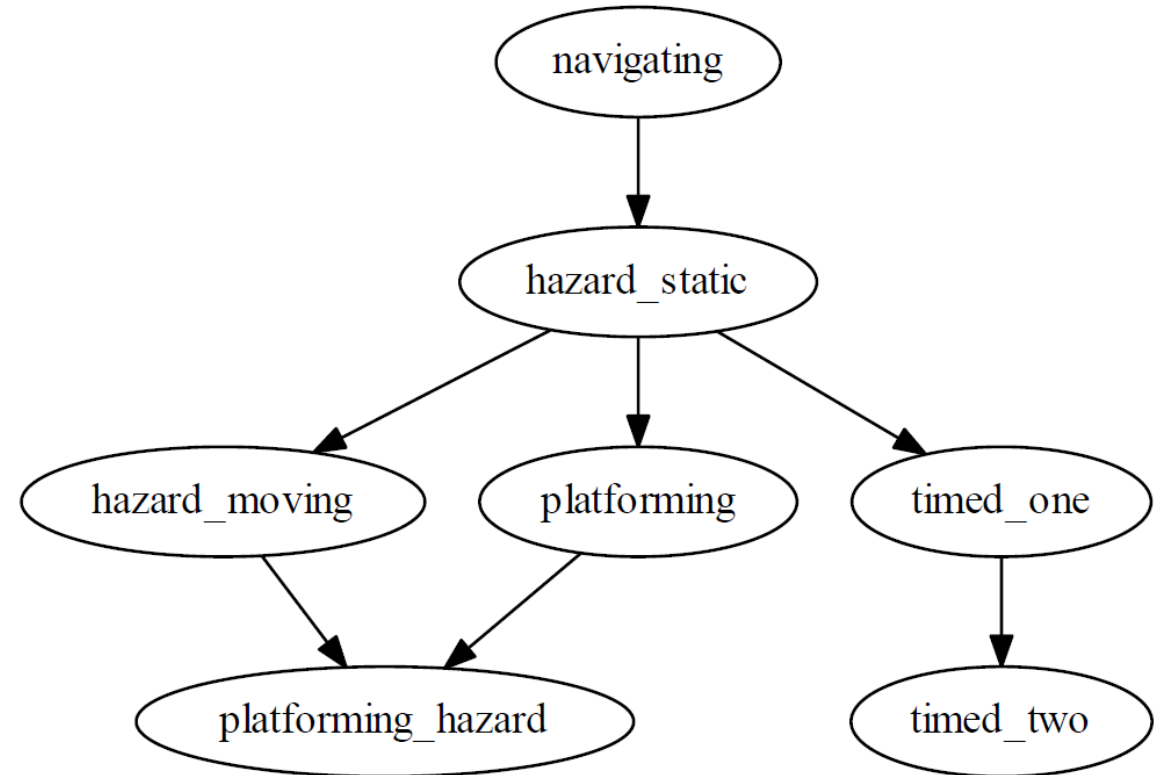 navigating
hazard_static
hazard_moving
platforming
timed_one
platforming_hazard
timed_two